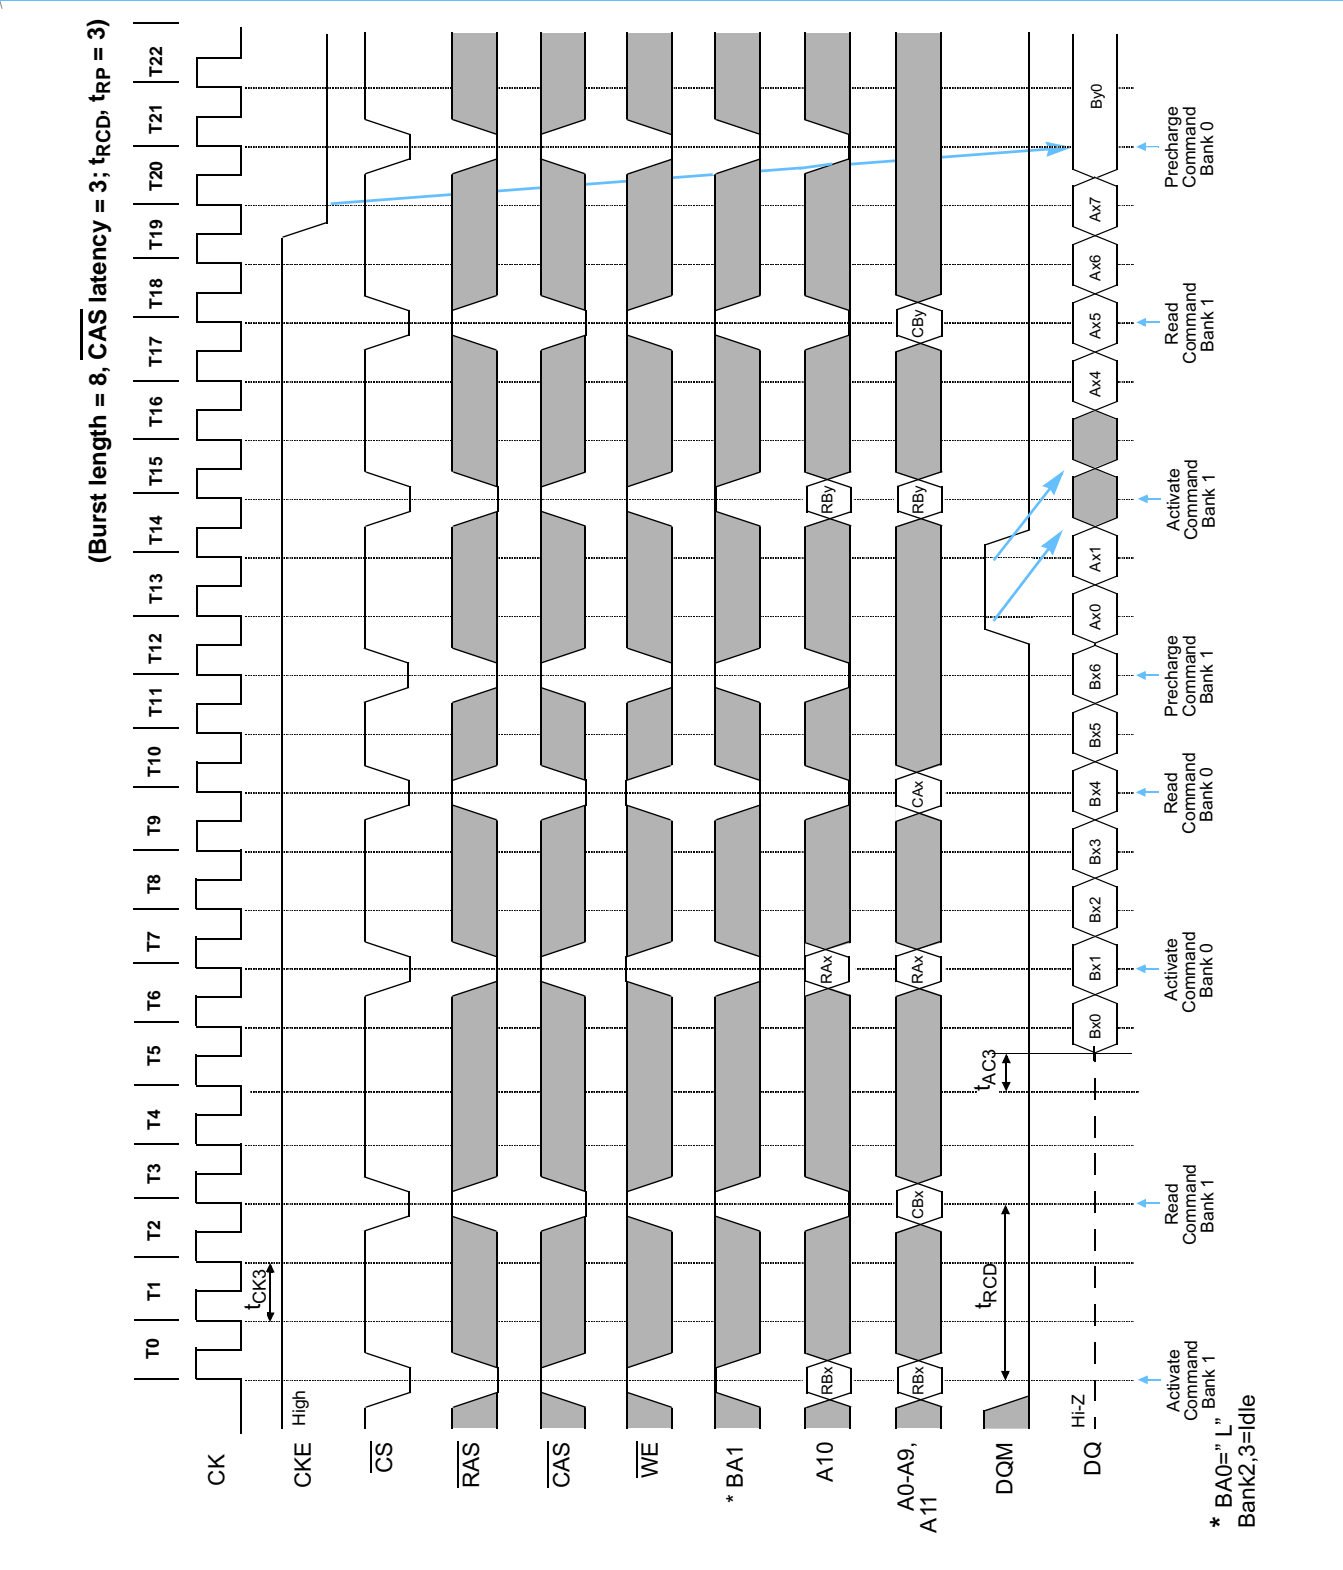 (Burst length = 8, CAS latency = 3; tRCD, tRP = 3)
T0 T1 T2 T3 T4 T5 T6 T7 T8 T9 T10 T11 T12 T13 T14 T15 T16 T17 T18 T19 T20 T21 T22
CK
tCK3
CKE
High
CS
RAS
CAS
WE
* BA1
A10
RBx RAx RBy
A0-A9,
A11
RBx CBx RAx CAx RBy CBy
DQM
tRCD
tAC3
DQ
Hi-Z
Bx0 Bx1 Bx2 Bx3 Bx4 Bx5 Bx6 Ax0 Ax1 Ax4 Ax5 Ax6 Ax7 By0
Activate
Command
Bank 1
Read
Command
Bank 1
Activate
Command
Bank 0
Read
Command
Bank 0
Precharge
Command
Bank 1
Activate
Command
Bank 1
Read
Command
Bank 1
Precharge
Command
Bank 0
* BA0=” L”
Bank2,3=Idle